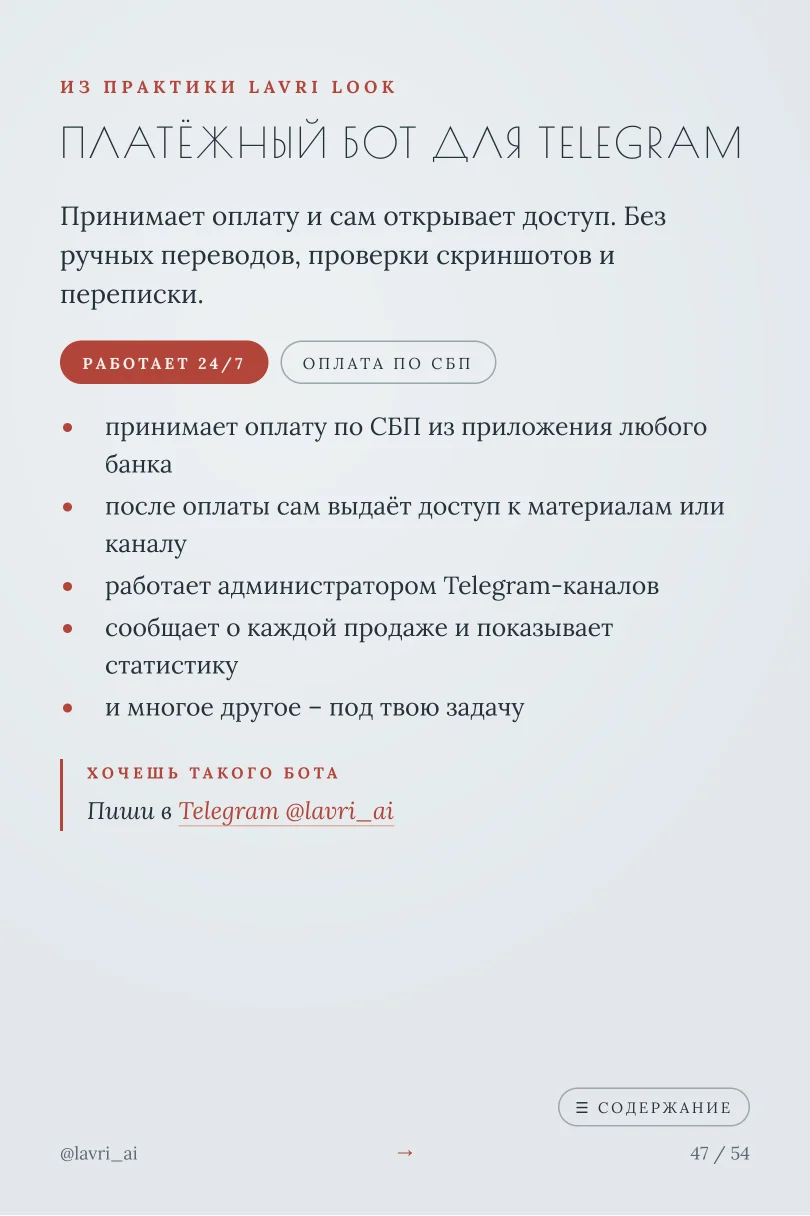 ИЗ ПРАКТИКИ LAVRI LOOK
ПЛАТЁЖНЫЙ БОТ ДЛЯ TELEGRAM
Принимает оплату и сам открывает доступ. Без
ручных переводов, проверки скриншотов и
переписки.
РАБОТАЕТ 24/7
ОПЛАТА ПО СБП
• принимает оплату по СБП из приложения любого
банка
• после оплаты сам выдаёт доступ к материалам или
каналу
• работает администратором Telegram-каналов
• сообщает о каждой продаже и показывает
статистику
• и многое другое – под твою задачу
ХОЧЕШЬ ТАКОГО БОТА
Пиши в Telegram @lavri_ai
☰ СОДЕРЖАНИЕ
@lavri_ai → 47 / 54